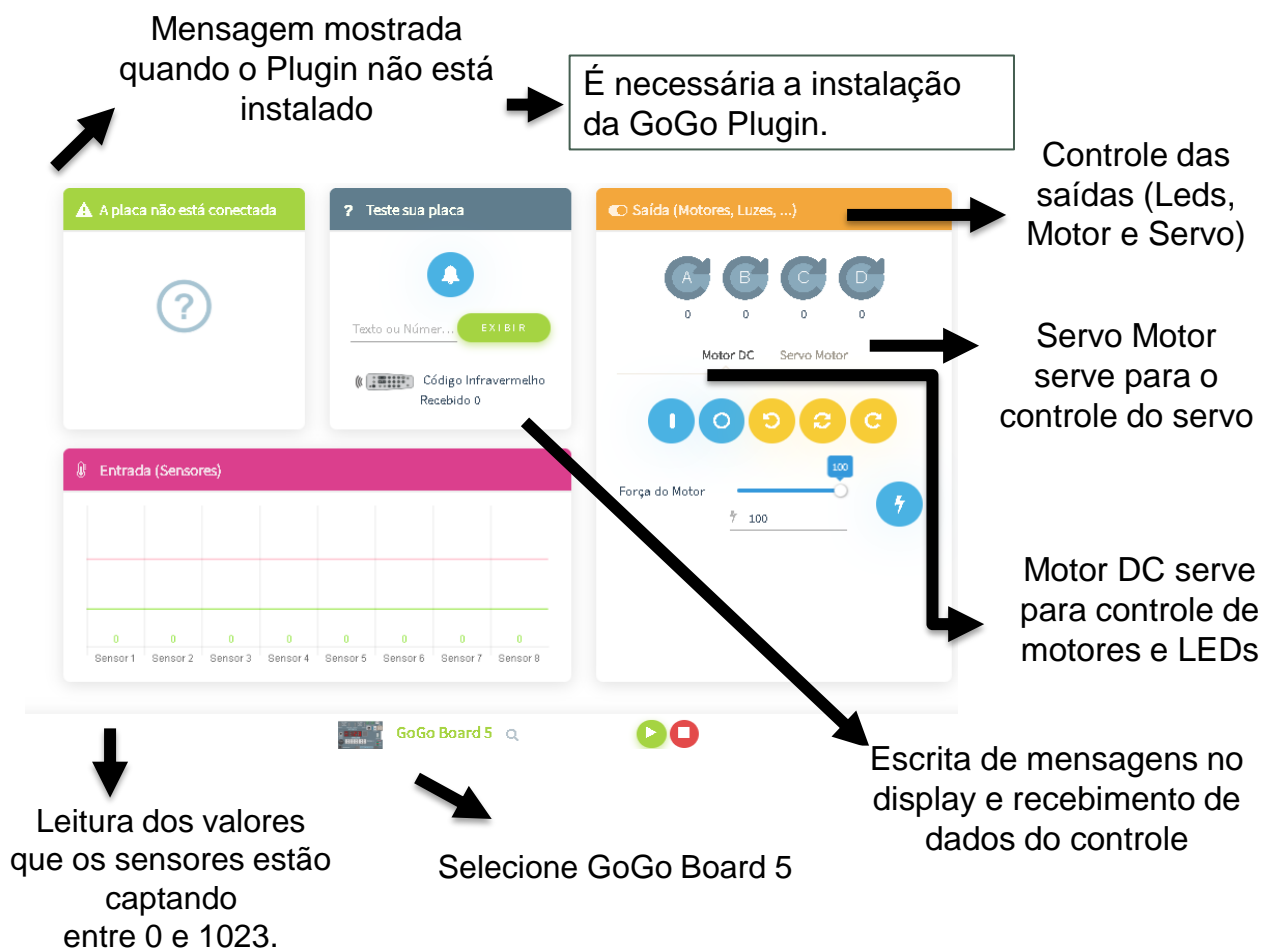 Mensagem mostrada
quando o Plugin não está
instalado
É necessária a instalação
da GoGo Plugin.
Controle das
saídas (Leds,
Motor e Servo)
A placa não está conectada
? Teste sua placa
Saída (Motores, Luzes, ...)
?
A B C D
0 0 0 0
Texto ou Númer... EXIBIR
Motor DC Servo Motor
Servo Motor
serve para o
controle do servo
Código Infravermelho
Recebido 0
Entrada (Sensores)
100
Força do Motor
100
0 0 0 0 0 0 0 0
Sensor 1 Sensor 2 Sensor 3 Sensor 4 Sensor 5 Sensor 6 Sensor 7 Sensor 8
Motor DC serve
para controle de
motores e LEDs
GoGo Board 5
Escrita de mensagens no
display e recebimento de
dados do controle
Leitura dos valores
que os sensores estão
captando
entre 0 e 1023.
Selecione GoGo Board 5